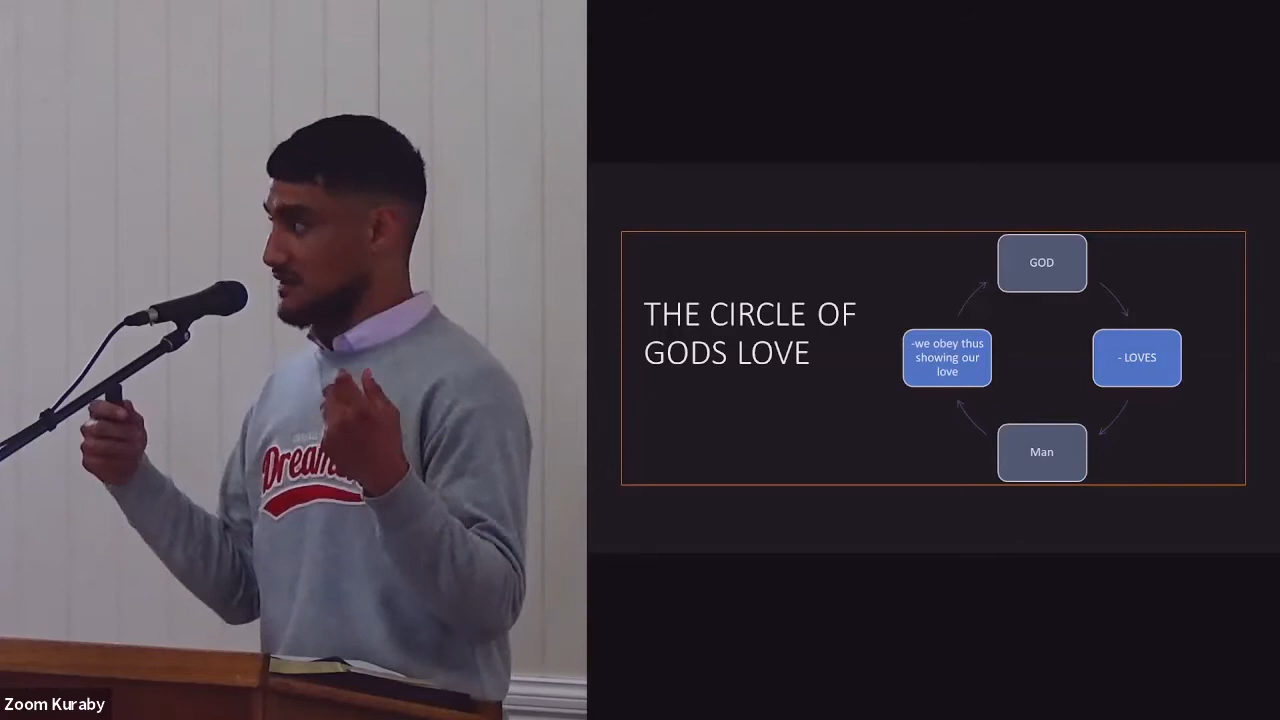 Dream
Zoom Kuraby
THE CIRCLE OF
GODS LOVE
GOD
- LOVES
Man
-we obey thus
showing our
love